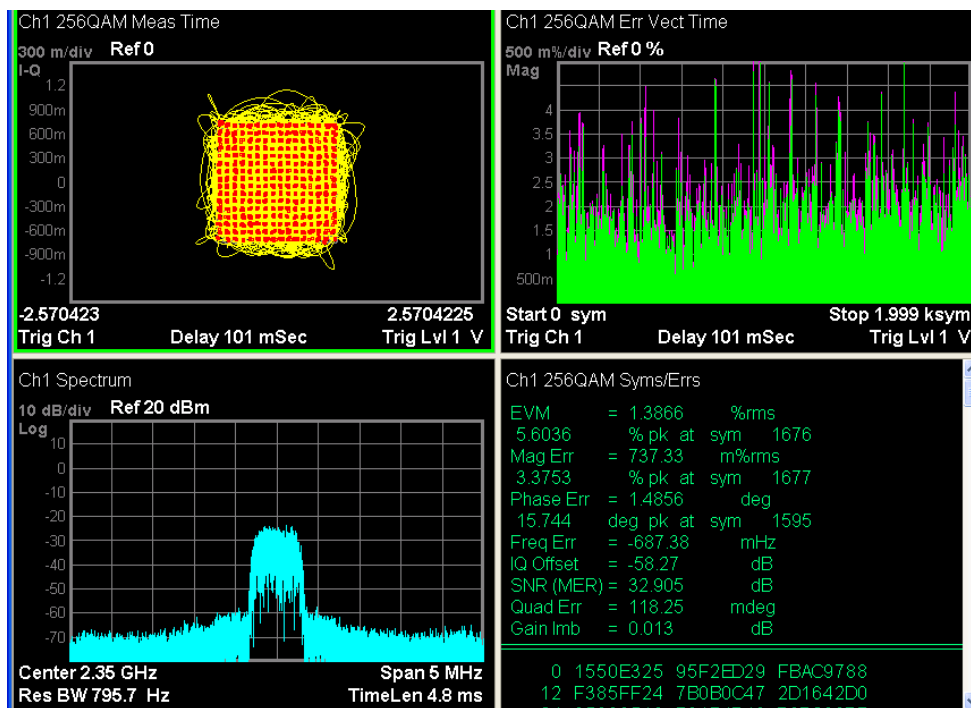 Ch1 256QAM Meas Time
300 m/div Ref 0
I-Q
1.2
900m
600m
300m
0
-300m
-600m
-900m
-1.2
-2.570423 2.5704225
Trig Ch 1 Delay 101 mSec Trig Lvl 1 V
Ch1 256QAM Err Vect Time
500 m%/div Ref 0 %
Mag
4
3.5
3
2.5
2
1.5
1
500m
Start 0 sym Stop 1.999 ksym
Trig Ch 1 Delay 101 mSec Trig Lvl 1 V
Ch1 Spectrum
10 dB/div Ref 20 dBm
Log
10
0
-10
-20
-30
-40
-50
-60
-70
Center 2.35 GHz Span 5 MHz
Res BW 795.7 Hz TimeLen 4.8 ms
Ch1 256QAM Syms/Errs
EVM = 1.3866 %rms
5.6036 % pk at sym 1676
Mag Err = 737.33 m%rms
3.3753 % pk at sym 1677
Phase Err = 1.4856 deg
15.744 deg pk at sym 1595
Freq Err = -687.38 mHz
IQ Offset = -58.27 dB
SNR (MER) = 32.905 dB
Quad Err = 118.25 mdeg
Gain Imb = 0.013 dB
0 1550E325 95F2ED29 FBAC9788
12 F385FF24 7B0B0C47 2D1642D0